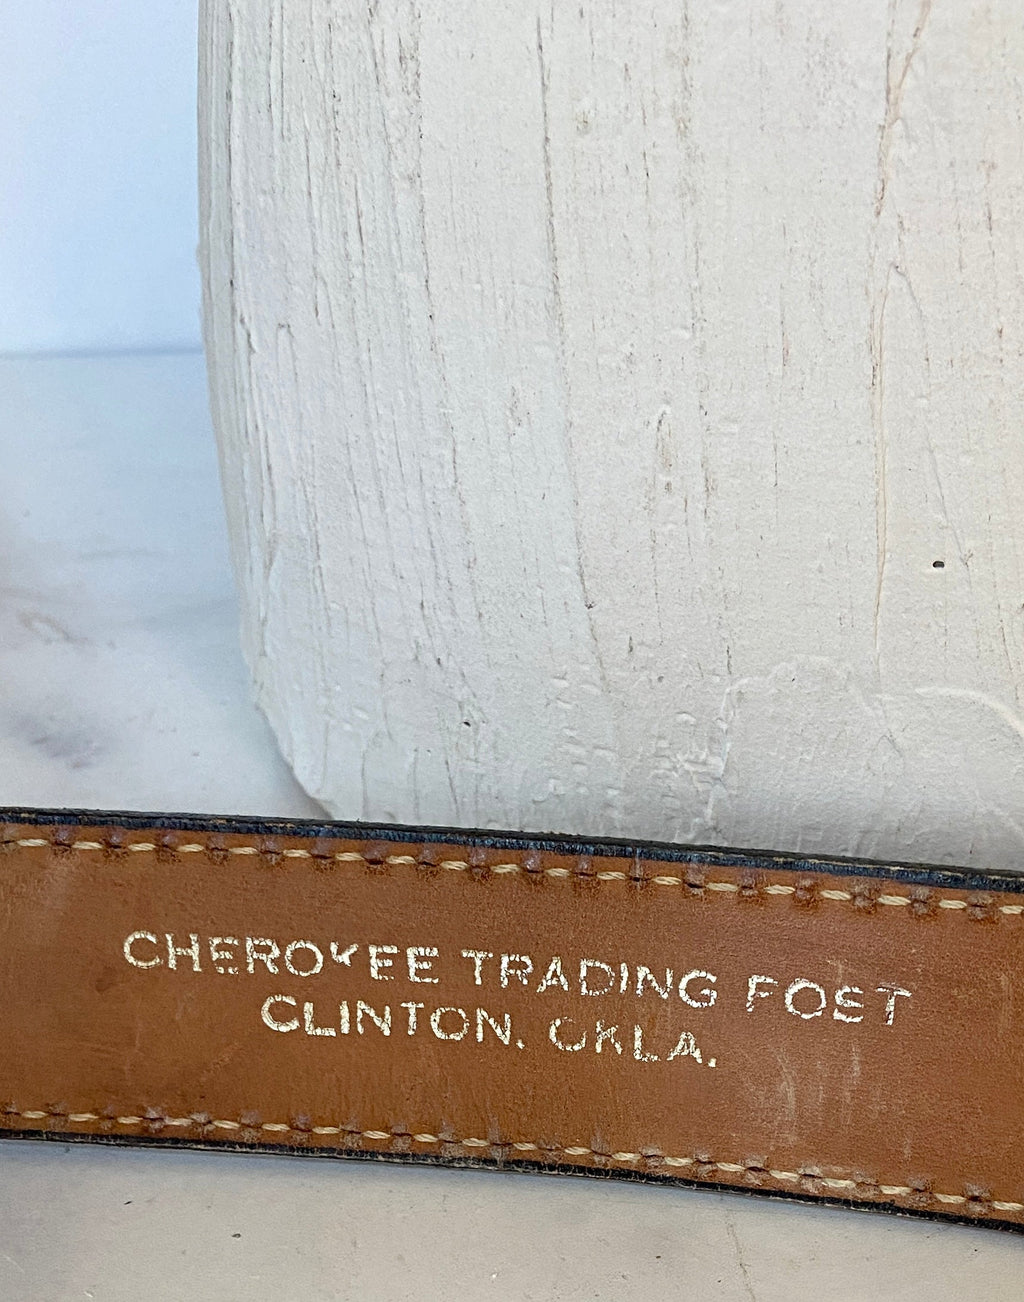 CHEROKEE TRADING POST
CLINTON, OKLA.